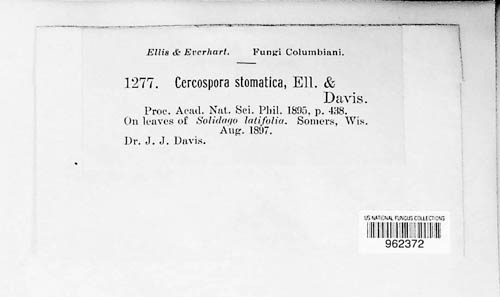 Ellis & Everhart. Fungi Columbiani.
1277. Cercospora stomatica, Ell. &
Davis.
Proc. Acad. Nat. Sci. Phil. 1895, p. 438.
On leaves of Solidago latifolia. Somers, Wis.
Aug. 1897.
Dr. J. J. Davis.
US NATIONAL FUNGUS COLLECTIONS
962372